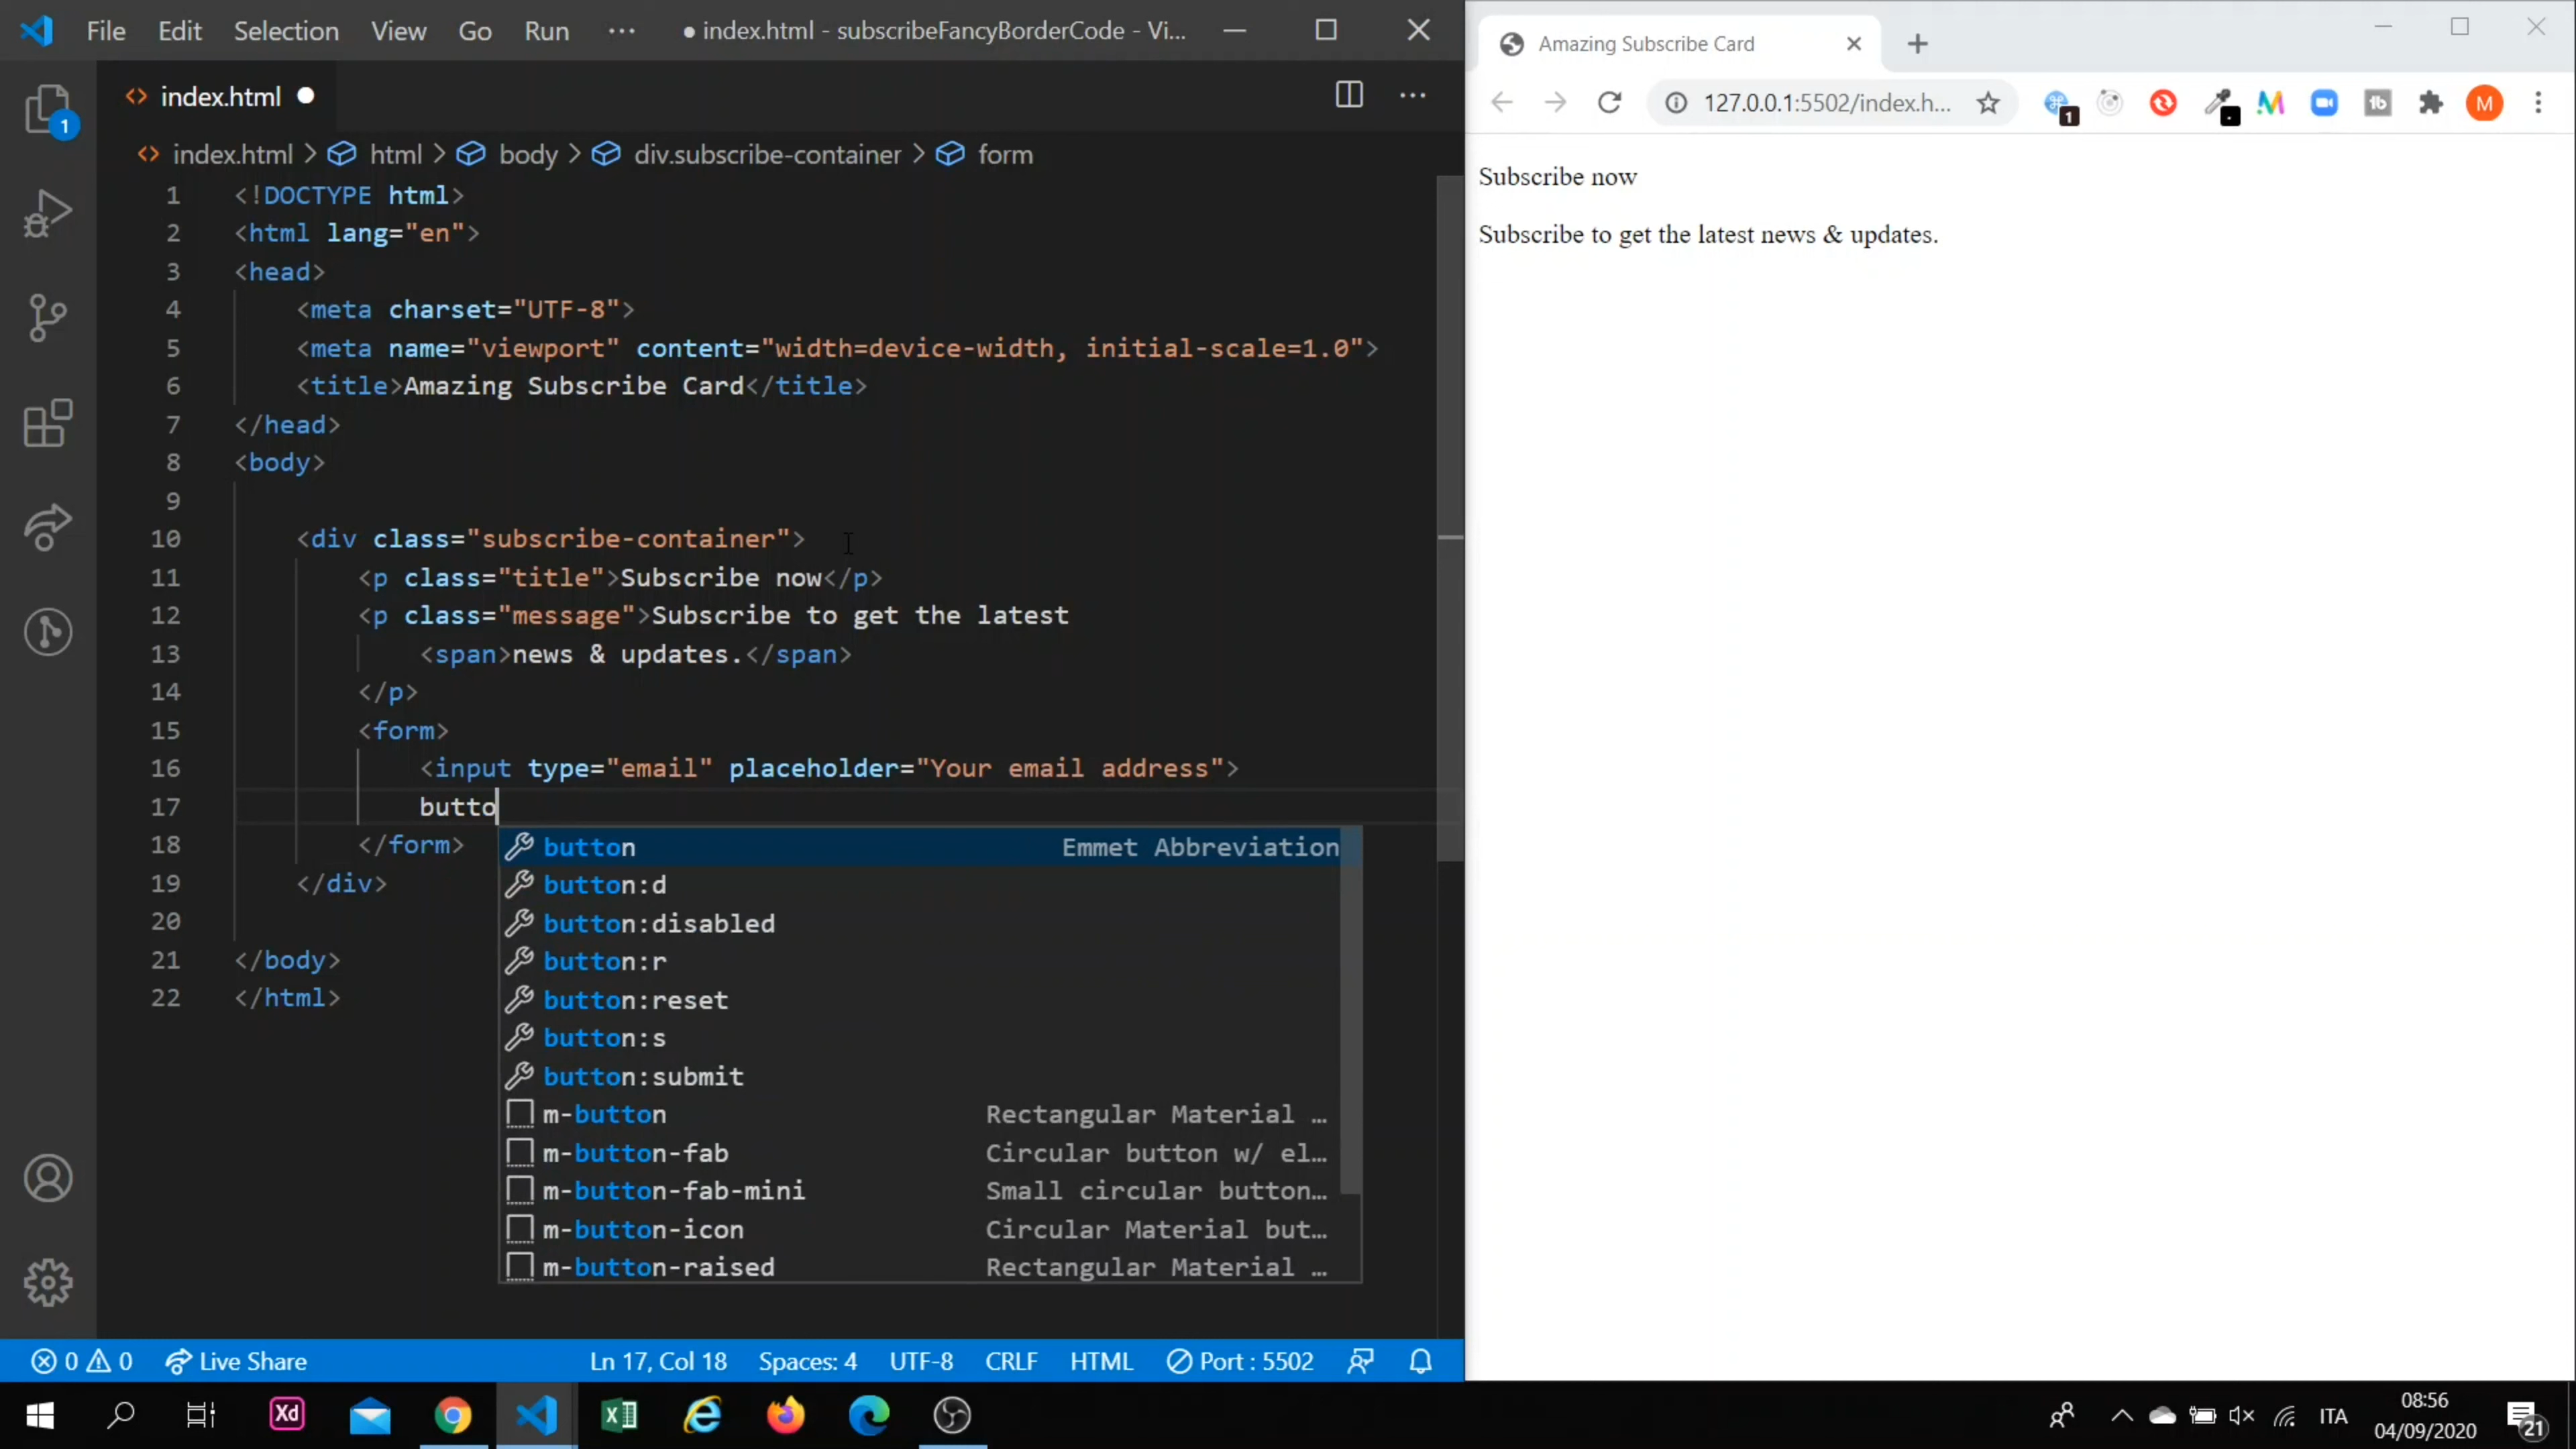 File Edit Selection View Go Run ··· ● index.html - subscribeFancyBorderCode - Vi...
index.html
index.html > html > body > div.subscribe-container > form
1 <!DOCTYPE html>
2 <html lang="en">
3 <head>
4 <meta charset="UTF-8">
5 <meta name="viewport" content="width=device-width, initial-scale=1.0">
6 <title>Amazing Subscribe Card</title>
7 </head>
8 <body>
9
10 <div class="subscribe-container">
11 <p class="title">Subscribe now</p>
12 <p class="message">Subscribe to get the latest
13 <span>news & updates.</span>
14 </p>
15 <form>
16 <input type="email" placeholder="Your email address">
17 butto
18 </form>
19 </div>
20
21 </body>
22 </html>
button Emmet Abbreviation
button:d
button:disabled
button:r
button:reset
button:s
button:submit
m-button Rectangular Material …
m-button-fab Circular button w/ el…
m-button-fab-mini Small circular button…
m-button-icon Circular Material but…
m-button-raised Rectangular Material …
1
0 0 Live Share Ln 17, Col 18 Spaces: 4 UTF-8 CRLF HTML Port : 5502
Amazing Subscribe Card
127.0.0.1:5502/index.h...
1
M
Subscribe now
Subscribe to get the latest news & updates.
Xd
ITA
08:56
04/09/2020
21